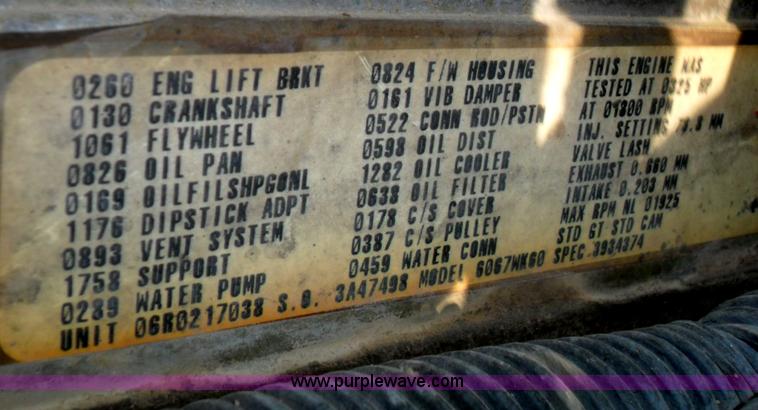 0260 ENG LIFT BRKT
0130 CRANKSHAFT
1061 FLYWHEEL
0826 OIL PAN
0169 OILFILSHPGONL
1176 DIPSTICK ADPT
0893 VENT SYSTEM
1758 SUPPORT
0289 WATER PUMP
0824 F/W HOUSING
0161 VIB DAMPER
0522 CONN ROD/PSTN
0598 OIL DIST
1282 OIL COOLER
0638 OIL FILTER
0178 C/S COVER
0387 C/S PULLEY
0459 WATER CONN
THIS ENGINE WAS
TESTED AT 0325 HP
AT 01800 RPM
INJ. SETTING MM
VALVE LASH
EXHAUST 0.660 MM
INTAKE 0.203 MM
MAX RPM NL 01925
STD GT STD CAM
UNIT 06R0217038 S.O. 3A47498 MODEL 6067WK60 SPEC.3934374
www.purplewave.com